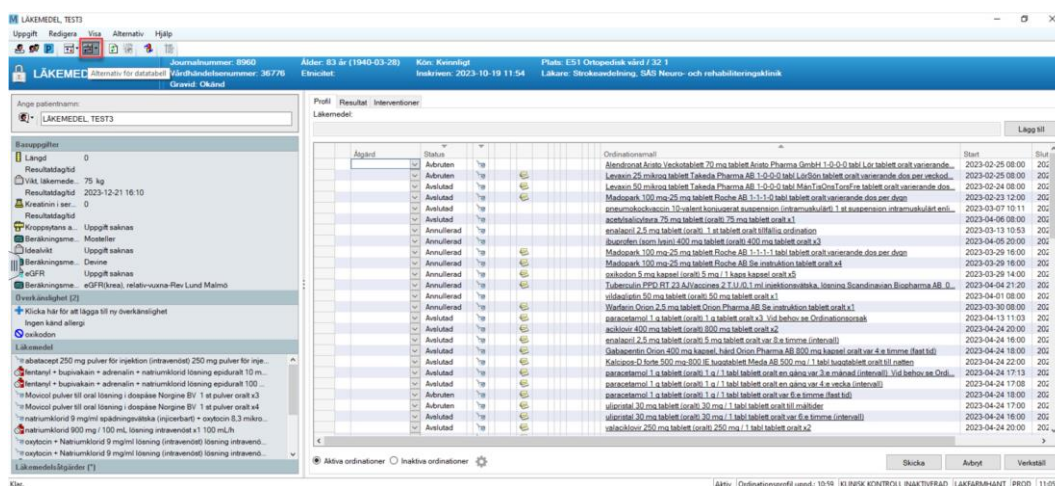 LÄKEMEDEL, TEST3
Uppgift Redigera Visa Alternativ Hjälp
LÄKEMED
Alternativ för datatabell
Journalnummer: 8960
Vårdhändelsenummer: 36776
Gravid: Okänd
Ålder: 83 år (1940-03-28)
Etnicitet:
Kön: Kvinnligt
Inskriven: 2023-10-19 11:54
Plats: E51 Ortopedisk vård / 32 1
Läkare: Strokeavdelning, SÄS Neuro- och rehabiliteringsklinik
Ange patientnamn:
LÄKEMEDEL, TEST3
Basuppgifter
Längd 0
Resultatdag/tid
Vikt, läkemede... 75 kg
Resultatdag/tid 2023-12-21 16:10
Kreatinin i ser... 0
Resultatdag/tid
Kroppsytans a... Uppgift saknas
Beräkningsme... Mosteller
Idealvikt Uppgift saknas
Beräkningsme... Devine
eGFR Uppgift saknas
Beräkningsme... eGFR(krea), relativ-vuxna-Rev Lund Malmö
Överkänslighet (2)
Klicka här för att lägga till ny överkänslighet
Ingen känd allergi
oxikodon
Läkemedel
abatacept 250 mg pulver för injektion (intravenöst) 250 mg pulver för inje...
fentanyl + bupivakain + adrenalin + natriumklorid lösning epiduralt 10 m...
fentanyl + bupivakain + adrenalin + natriumklorid lösning epiduralt 100 ...
Movicol pulver till oral lösning i dospåse Norgine BV 1 st pulver oralt x3
Movicol pulver till oral lösning i dospåse Norgine BV 1 st pulver oralt x4
natriumklorid 9 mg/ml spädningsvätska (injicerbart) + oxytocin 8,3 mikro...
natriumklorid 900 mg / 100 mL lösning intravenöst x1 100 mL/h
oxytocin + Natriumklorid 9 mg/ml lösning (intravenöst) lösning intravenö...
oxytocin + Natriumklorid 9 mg/ml lösning (intravenöst) lösning intravenö...
Läkemedelsåtgärder (*)
Profil Resultat Interventioner
Läkemedel:
Lägg till
Åtgärd Status Ordinationsmall Start Slut
Avbruten Alendronat Aristo Veckotablett 70 mg tablett Aristo Pharma GmbH 1-0-0-0 tabl Lör tablett oralt varierande... 2023-02-25 08:00 202
Avbruten Levaxin 25 mikrog tablett Takeda Pharma AB 1-0-0-0 tabl LörSön tablett oralt varierande dos per veckod... 2023-02-25 08:00 202
Avslutad Levaxin 50 mikrog tablett Takeda Pharma AB 1-0-0-0 tabl MånTisOnsTorsFre tablett oralt varierande dos... 2023-02-24 08:00 202
Avslutad Madopark 100 mg-25 mg tablett Roche AB 1-1-1-0 tabl tablett oralt varierande dos per dygn 2023-02-23 12:00 202
Avslutad pneumokockvaccin 10-valent konjugerat suspension (intramuskulärt) 1 st suspension intramuskulärt enli... 2023-03-07 10:11 202
Avslutad acetylsalicylsyra 75 mg tablett (oralt) 75 mg tablett oralt x1 2023-04-06 08:00 202
Annullerad enalapril 2,5 mg tablett (oralt) 1 st tablett oralt tillfällig ordination 2023-03-13 10:53 202
Annullerad ibuprofen (som lysin) 400 mg tablett (oralt) 400 mg tablett oralt x3 2023-04-05 20:00 202
Annullerad Madopark 100 mg-25 mg tablett Roche AB 1-1-1-1 tabl tablett oralt varierande dos per dygn 2023-03-29 16:00 202
Annullerad Madopark 100 mg-25 mg tablett Roche AB Se instruktion tablett oralt x4 2023-03-29 16:00 202
Annullerad oxikodon 5 mg kapsel (oralt) 5 mg / 1 kaps kapsel oralt x5 2023-03-29 14:00 202
Annullerad Tuberculin PPD RT 23 AJVaccines 2 T.U./0,1 ml injektionsvätska, lösning Scandinavian Biopharma AB 0... 2023-04-04 21:20 202
Annullerad vildagliptin 50 mg tablett (oralt) 50 mg tablett oralt x1 2023-04-01 08:00 202
Annullerad Warfarin Orion 2,5 mg tablett Orion Pharma AB Se instruktion tablett oralt x1 2023-03-30 08:00 202
Avslutad paracetamol 1 g tablett (oralt) 1 g tablett oralt x3 Vid behov se Ordinationsorsak 2023-04-13 11:03 202
Avslutad aciklovir 400 mg tablett (oralt) 800 mg tablett oralt x2 2023-04-24 20:00 202
Avslutad enalapril 2,5 mg tablett (oralt) 5 mg tablett oralt var 8:e timme (intervall) 2023-04-24 16:00 202
Avslutad Gabapentin Orion 400 mg kapsel, hård Orion Pharma AB 800 mg kapsel oralt var 4:e timme (fast tid) 2023-04-24 18:00 202
Avslutad Kalcipos-D forte 500 mg-800 IE tuggtablett Meda AB 500 mg / 1 tabl tuggtablett oralt till natten 2023-04-24 22:00 202
Avslutad paracetamol 1 g tablett (oralt) 1 g / 1 tabl tablett oralt en gång var 3:e månad (intervall) Vid behov se Ordi... 2023-04-24 17:13 202
Avslutad paracetamol 1 g tablett (oralt) 1 g / 1 tabl tablett oralt en gång var 4:e vecka (intervall) 2023-04-24 17:08 202
Avbruten paracetamol 1 g tablett (oralt) 1 g / 1 tabl tablett oralt var 6:e timme (fast tid) 2023-04-24 18:00 202
Avbruten ulipristal 30 mg tablett (oralt) 30 mg / 1 tabl tablett oralt till måltider 2023-04-24 17:00 202
Avslutad ulipristal 30 mg tablett (oralt) 30 mg / 1 tabl tablett oralt var 6:e timme (intervall) 2023-04-24 16:00 202
Avslutad valaciklovir 250 mg tablett (oralt) 250 mg / 1 tabl tablett oralt x2 2023-04-24 20:00 202
Aktiva ordinationer Inaktiva ordinationer
Skicka Avbryt Verkställ
Klar. Aktiv Ordinationsprofil uppd.: 10:59 KLINISK KONTROLL INAKTIVERAD LAKFARMHANT PROD 11:05